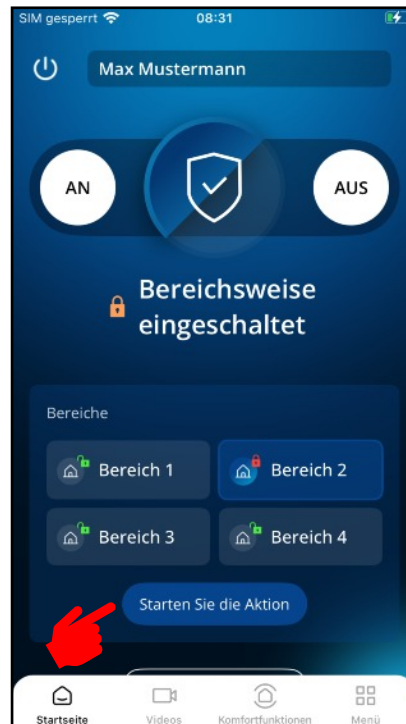 SIM gesperrt 08:31
Max Mustermann
AN
AUS
Bereichsweise
eingeschaltet
Bereiche
Bereich 1
Bereich 2
Bereich 3
Bereich 4
Starten Sie die Aktion
Startseite
Videos
Komfortfunktionen
Menü